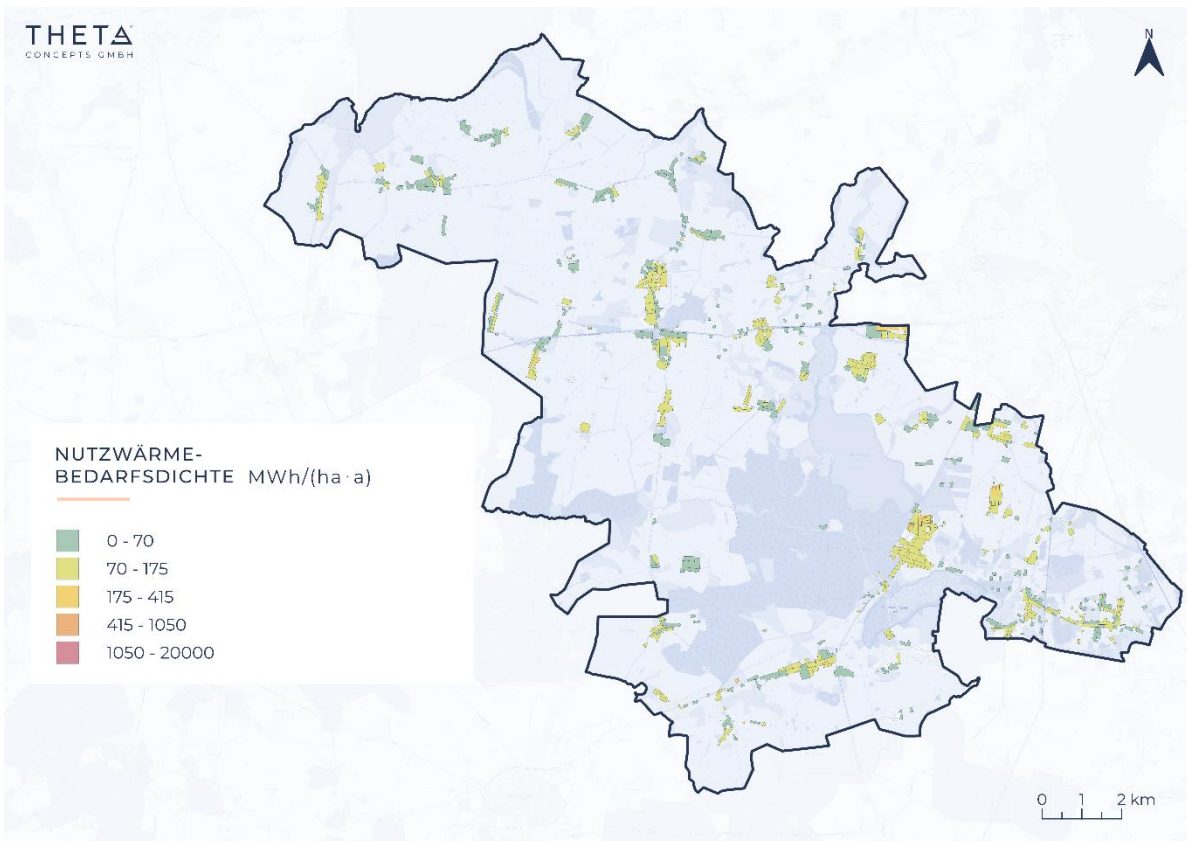 THETA
CONCEPTS GMBH
N
NUTZWÄRME-
BEDARFSDICHTE MWh/(ha·a)
0 - 70
70 - 175
175 - 415
415 - 1050
1050 - 20000
0 1 2 km